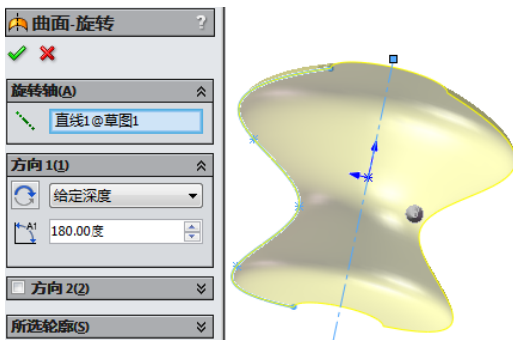 曲面-旋转 ?
旋转轴(A)
直线1@草图1
方向1(1)
给定深度
A1
180.00度
方向2(2)
所选轮廓(S)